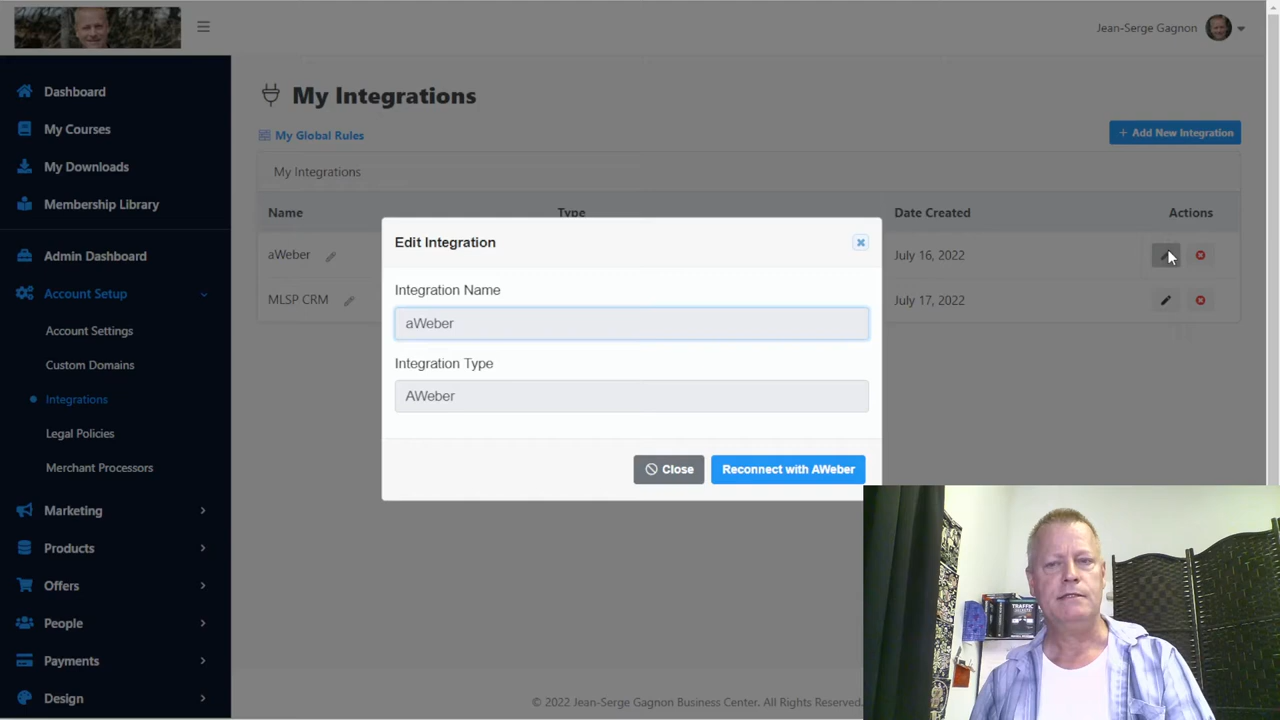 Jean-Serge Gagnon
Dashboard
My Courses
My Downloads
Membership Library
Admin Dashboard
Account Setup
Account Settings
Custom Domains
Integrations
Legal Policies
Merchant Processors
Marketing
Products
Offers
People
Payments
Design
My Integrations
My Global Rules
+ Add New Integration
My Integrations
Name Type Date Created Actions
aWeber July 16, 2022
MLSP CRM July 17, 2022
Edit Integration
Integration Name
aWeber
Integration Type
AWeber
Close Reconnect with AWeber
© 2022 Jean-Serge Gagnon Business Center. All Rights Reserved.
TRAFFIC